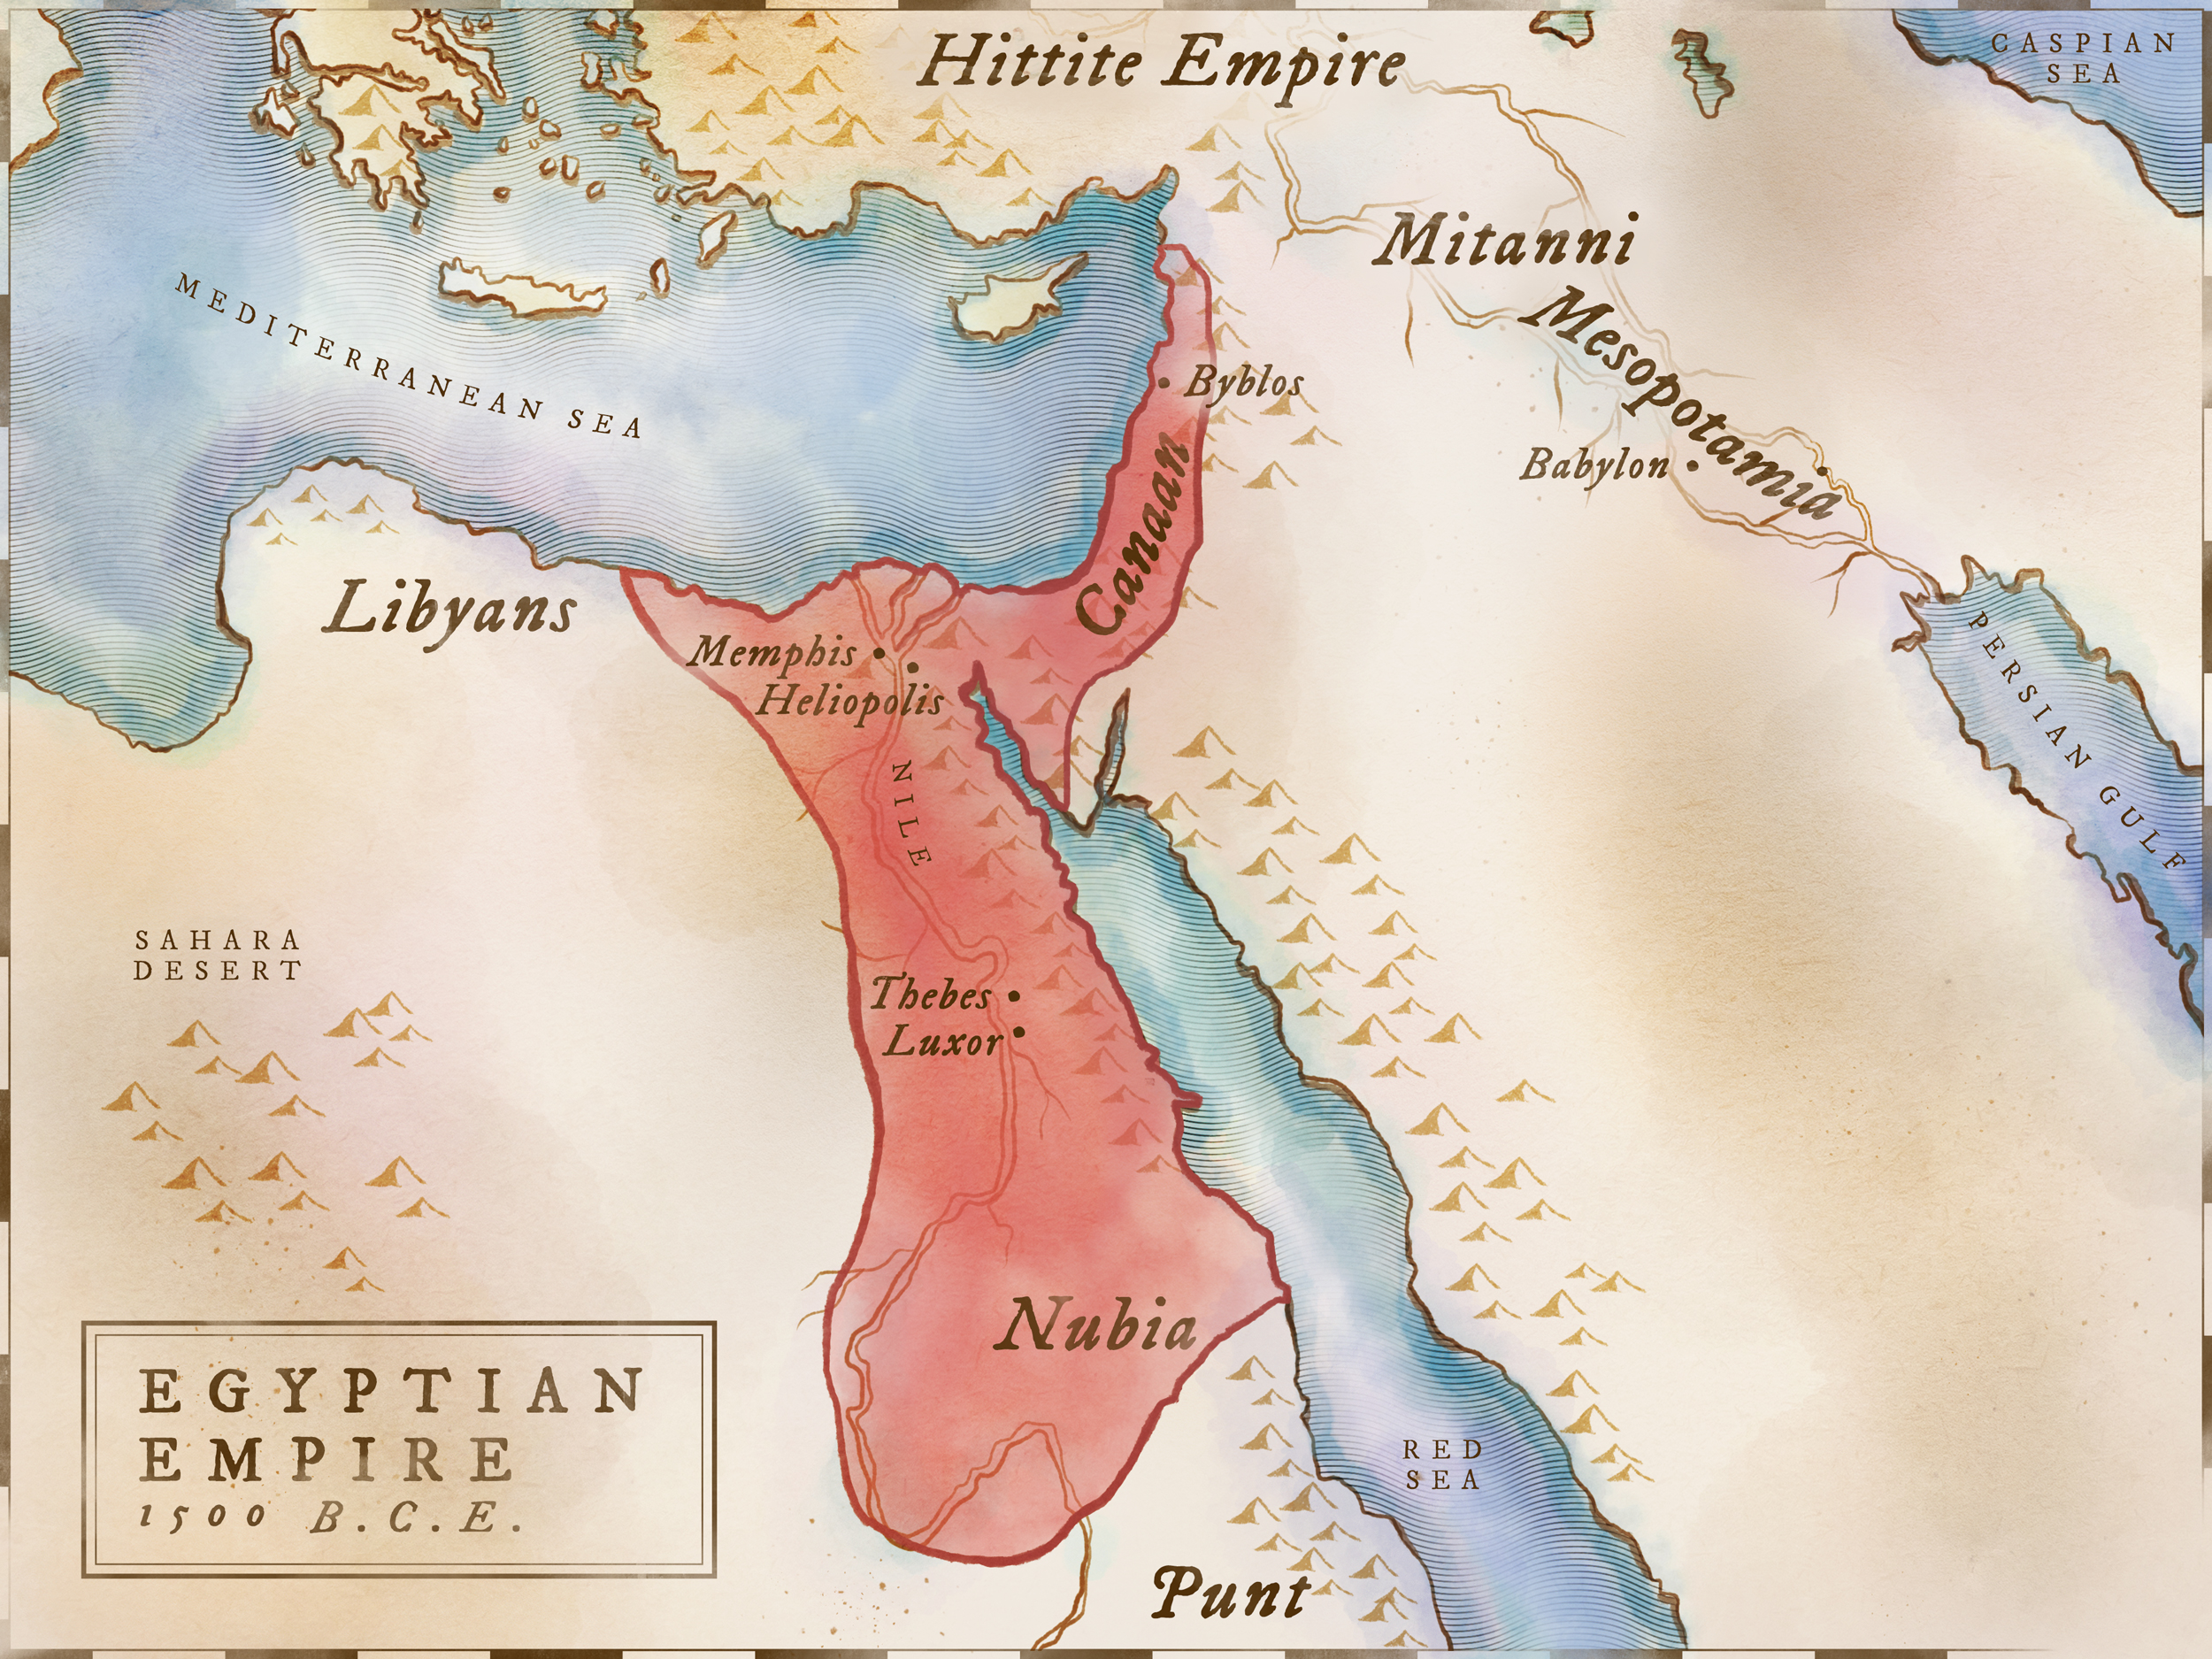 Hittite Empire
CASPIAN
SEA
Mitanni
MEDITERRANEAN SEA
Mesopotamia
Byblos
Babylon
Canaan
Libyans
Memphis
Heliopolis
PERSIAN GULF
NILE
SAHARA
DESERT
Thebes
Luxor
Nubia
EGYPTIAN
EMPIRE
1500 B.C.E.
RED
SEA
Punt